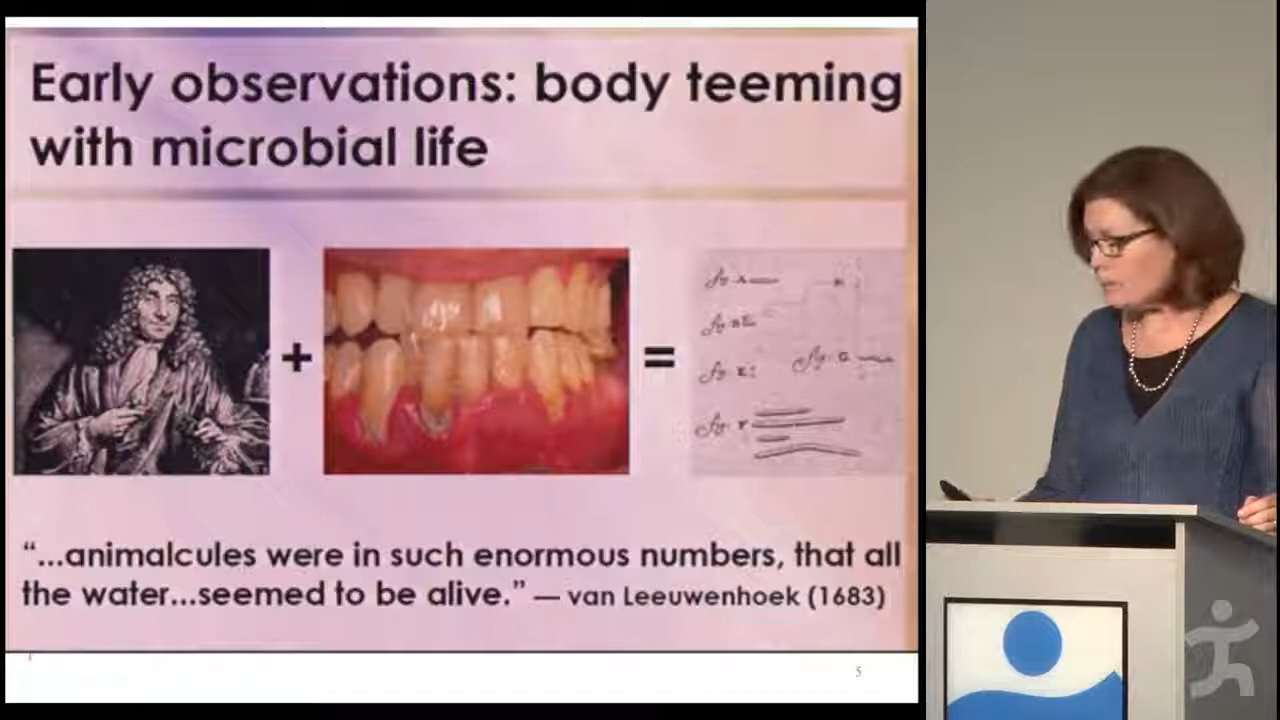 Early observations: body teeming
with microbial life
+
=
“...animalcules were in such enormous numbers, that all
the water...seemed to be alive.” — van Leeuwenhoek (1683)
5